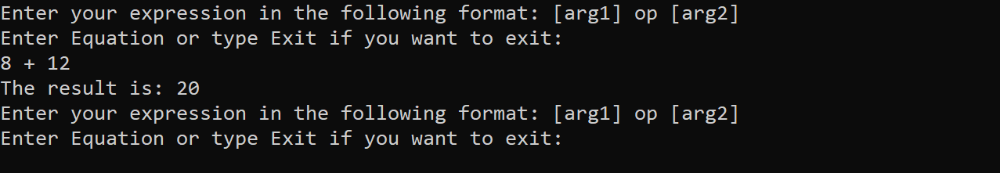 Enter your expression in the following format: [arg1] op [arg2]
Enter Equation or type Exit if you want to exit:
8 + 12
The result is: 20
Enter your expression in the following format: [arg1] op [arg2]
Enter Equation or type Exit if you want to exit: